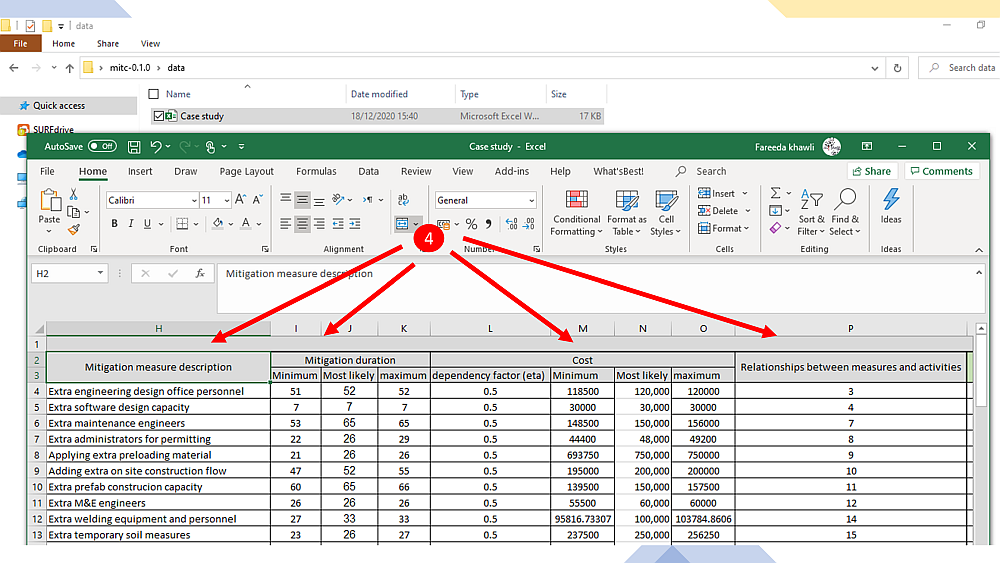 data
File Home Share View
mitc-0.1.0 › data
Search data
Name Date modified Type Size
Quick access
Case study 18/12/2020 15:40 Microsoft Excel W... 17 KB
SURFdrive
AutoSave Off Case study - Excel Fareeda khawli
File Home Insert Draw Page Layout Formulas Data Review View Add-ins Help What'sBest! Search Share Comments
Paste
Calibri 11
General
Conditional Formatting
Format as Table
Cell Styles
Insert
Delete
Format
Sort & Filter
Find & Select
Ideas
B I U
Clipboard Font Alignment Number Styles Cells Editing Ideas
4
H2 fx Mitigation measure description
H I J K L M N O P
1
2 Mitigation measure description Mitigation duration Cost Relationships between measures and activities
3 Minimum Most likely maximum dependency factor (eta) Minimum Most likely maximum
4 Extra engineering design office personnel 51 52 52 0.5 118500 120,000 120000 3
5 Extra software design capacity 7 7 7 0.5 30000 30,000 30000 4
6 Extra maintenance engineers 53 65 65 0.5 148500 150,000 156000 7
7 Extra administrators for permitting 22 26 29 0.5 44400 48,000 49200 8
8 Applying extra preloading material 21 26 26 0.5 693750 750,000 750000 9
9 Adding extra on site construction flow 47 52 55 0.5 195000 200,000 200000 10
10 Extra prefab construcion capacity 60 65 66 0.5 139500 150,000 157500 11
11 Extra M&E engineers 26 26 26 0.5 55500 60,000 60000 12
12 Extra welding equipment and personnel 27 33 33 0.5 95816.73307 100,000 103784.8606 14
13 Extra temporary soil measures 23 26 27 0.5 237500 250,000 256250 15